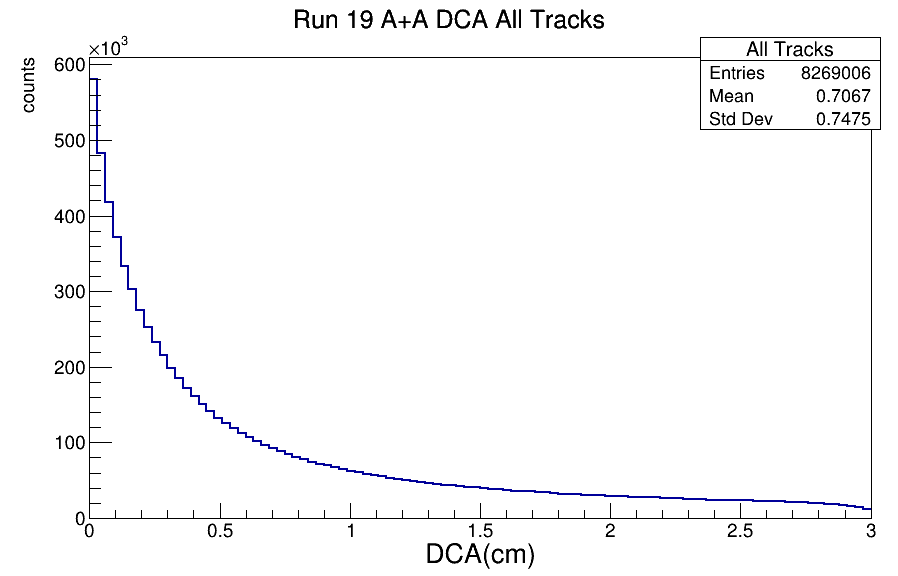 Run 19 A+A DCA All Tracks
×10³
counts
All Tracks
Entries 8269006
Mean 0.7067
Std Dev 0.7475
600
500
400
300
200
100
0
0 0.5 1 1.5 2 2.5 3
DCA(cm)